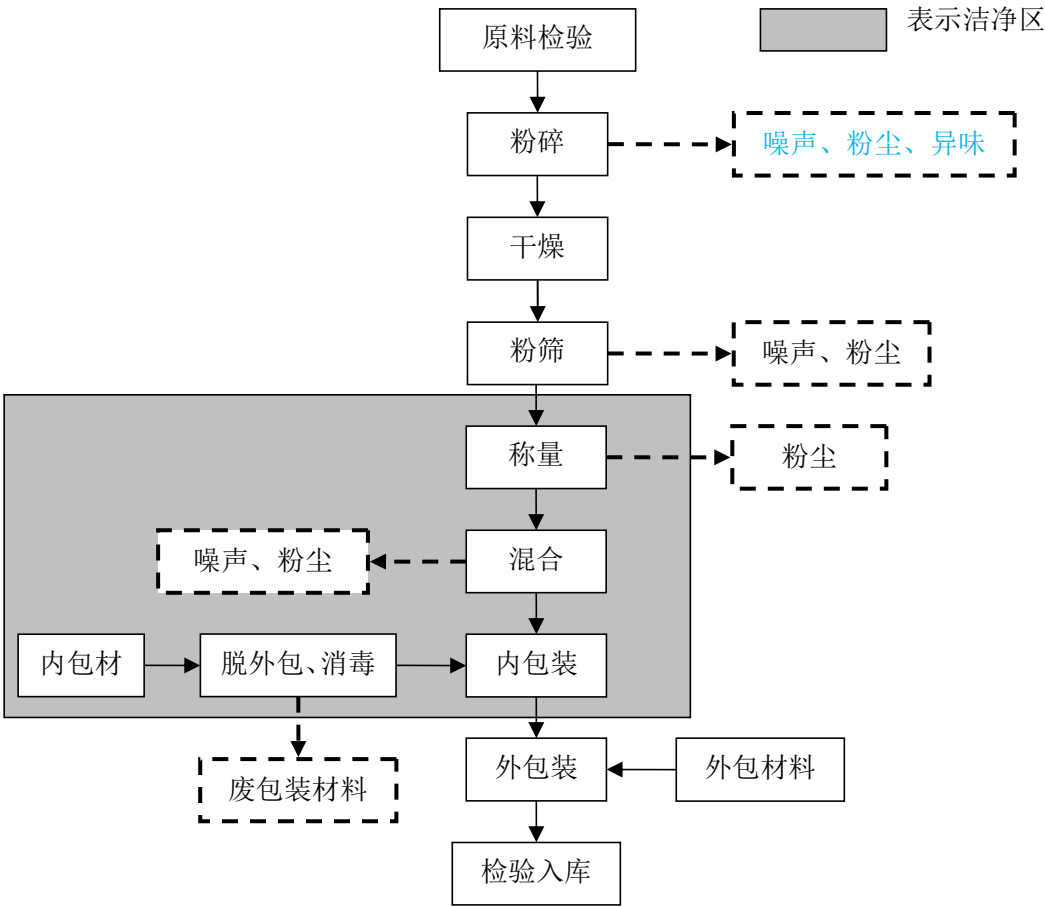 表示洁净区
原料检验
粉碎
噪声、粉尘、异味
干燥
粉筛
噪声、粉尘
称量
粉尘
混合
噪声、粉尘
内包材
脱外包、消毒
内包装
外包装
外包材料
废包装材料
检验入库